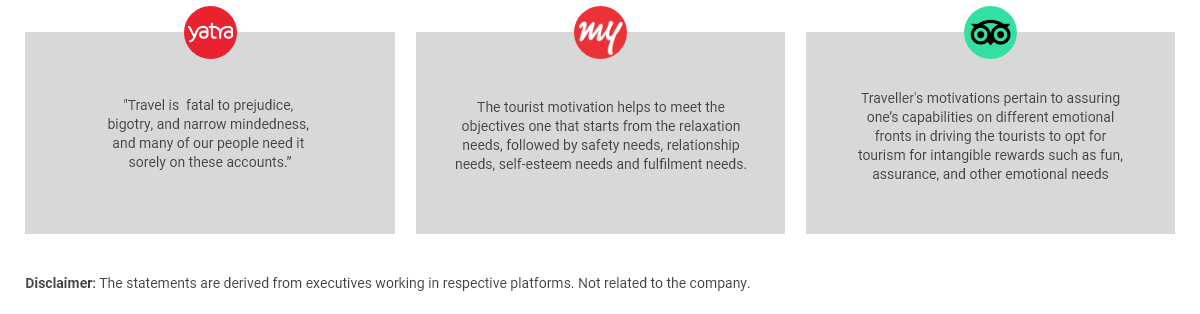 yatra
my
"Travel is  fatal to prejudice,
bigotry, and narrow mindedness,
and many of our people need it
sorely on these accounts.”
The tourist motivation helps to meet the
objectives one that starts from the relaxation
needs, followed by safety needs, relationship
needs, self-esteem needs and fulfilment needs.
Traveller's motivations pertain to assuring
one’s capabilities on different emotional
fronts in driving the tourists to opt for
tourism for intangible rewards such as fun,
assurance, and other emotional needs
Disclaimer: The statements are derived from executives working in respective platforms. Not related to the company.